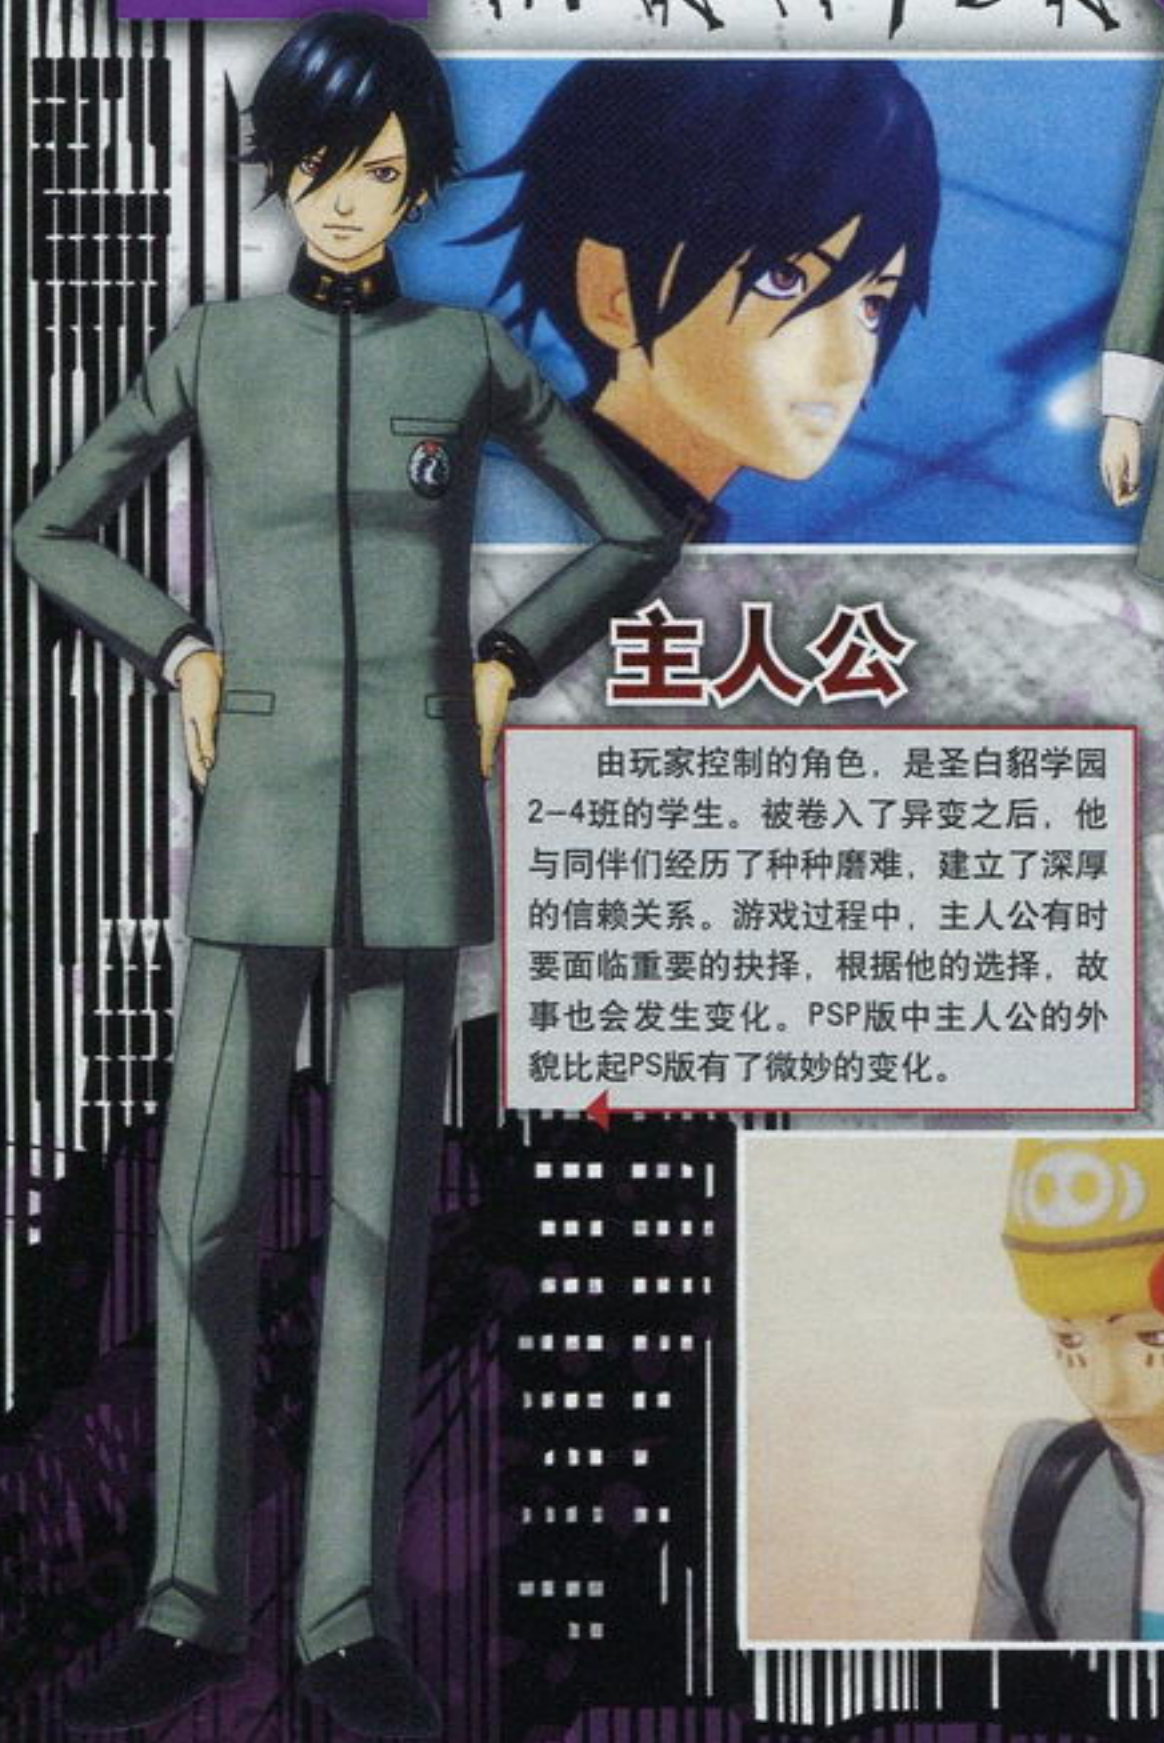 主人公
由玩家控制的角色，是圣白貂学园
2-4班的学生。被卷入了异变之后，他
与同伴们经历了种种磨难，建立了深厚
的信赖关系。游戏过程中，主人公有时
要面临重要的抉择，根据他的选择，故
事也会发生变化。PSP版中主人公的外
貌比起PS版有了微妙的变化。